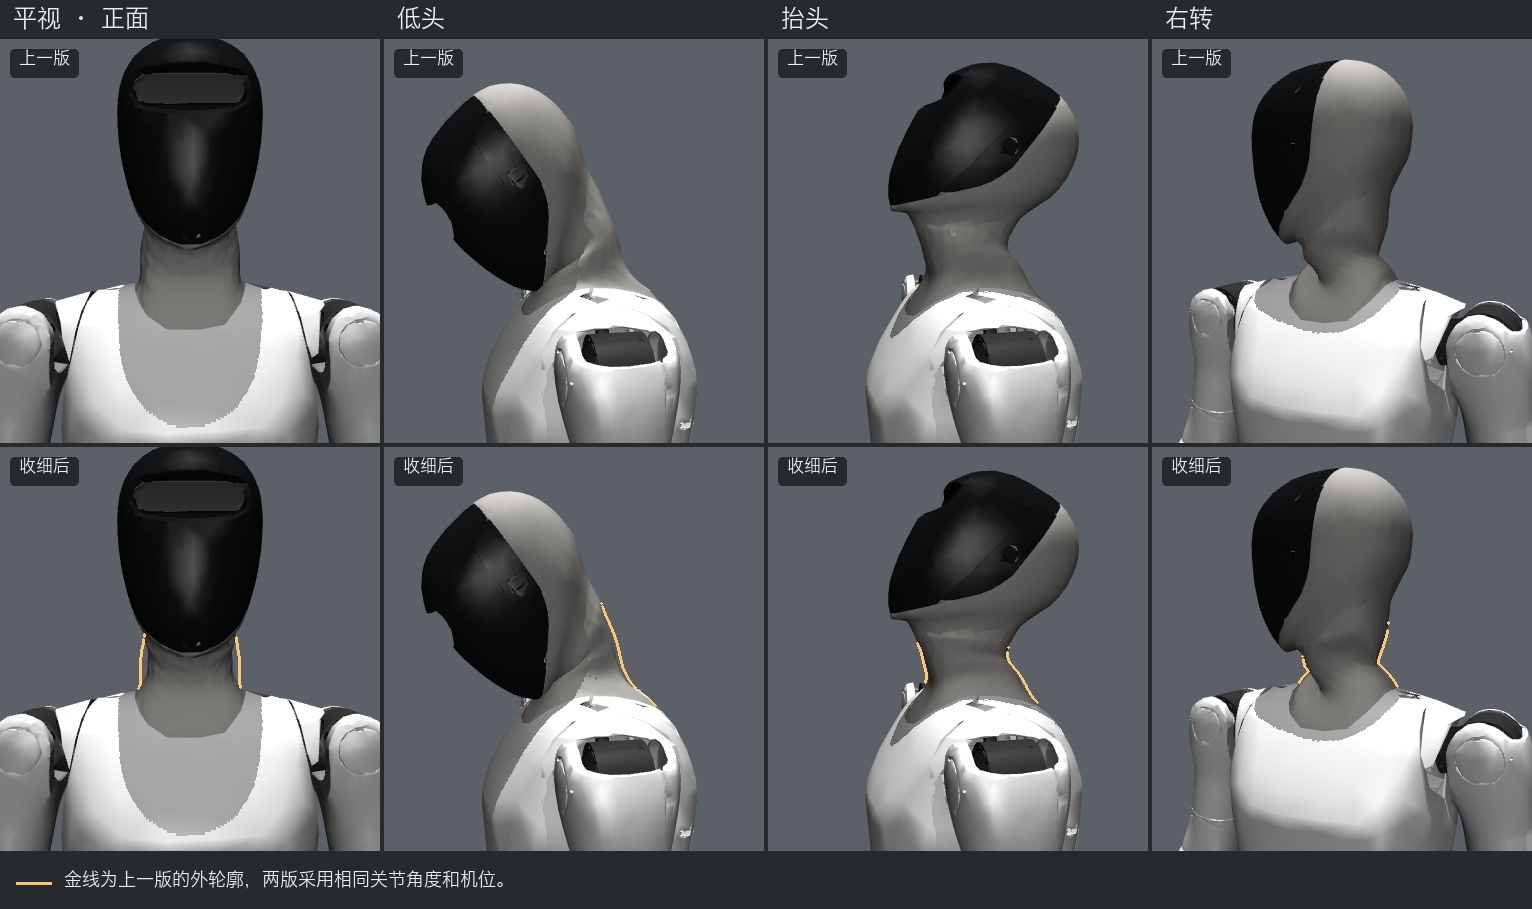 平视 · 正面
低头
抬头
右转
上一版
上一版
上一版
上一版
收细后
收细后
收细后
收细后
金线为上一版的外轮廓，两版采用相同关节角度和机位。